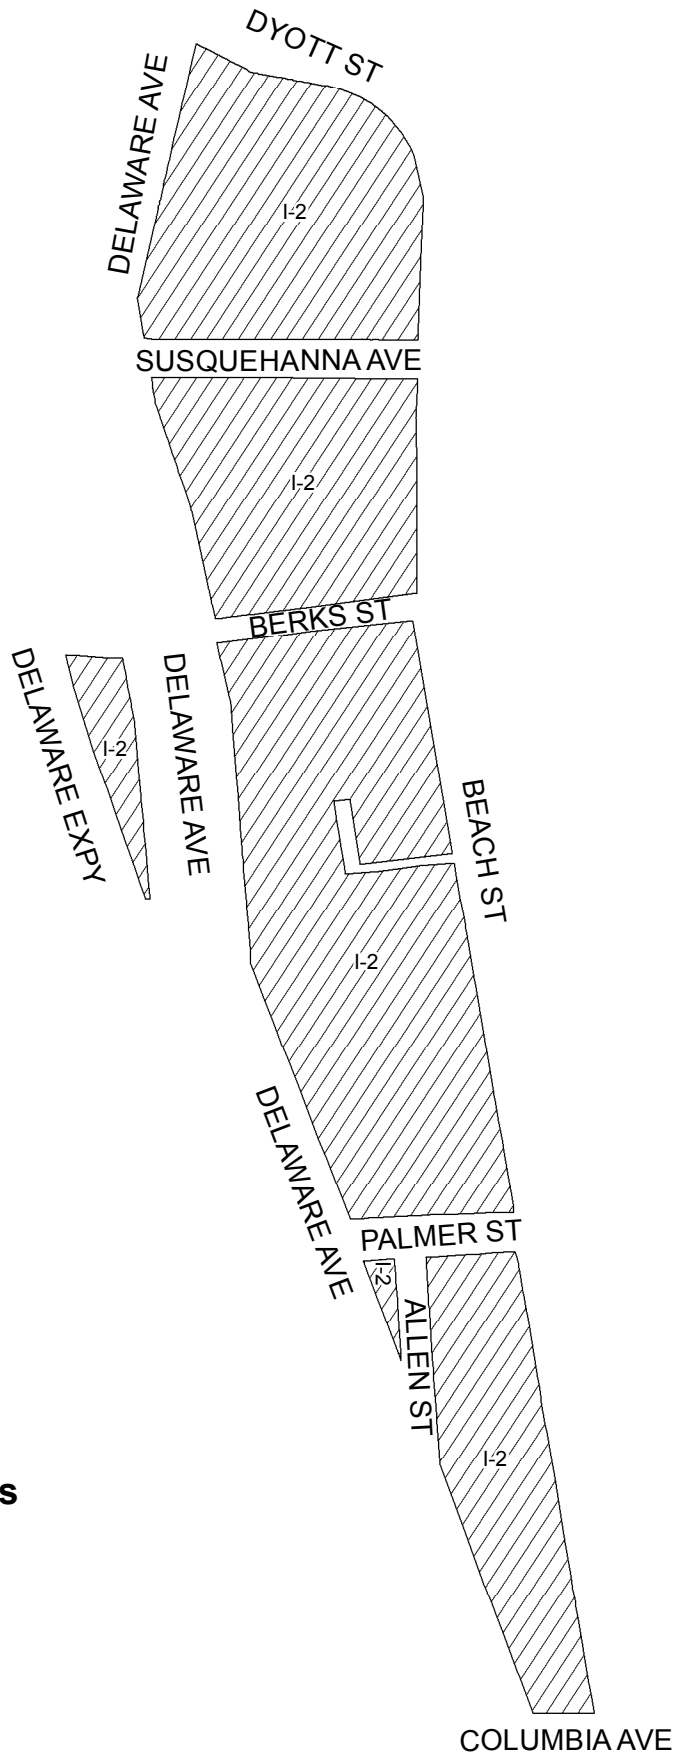 DYOTT ST
DELAWARE AVE
I-2
SUSQUEHANNA AVE
I-2
BERKS ST
DELAWARE EXPY
I-2
DELAWARE AVE
BEACH ST
I-2
DELAWARE AVE
PALMER ST
I-2
ALLEN ST
I-2
s
COLUMBIA AVE